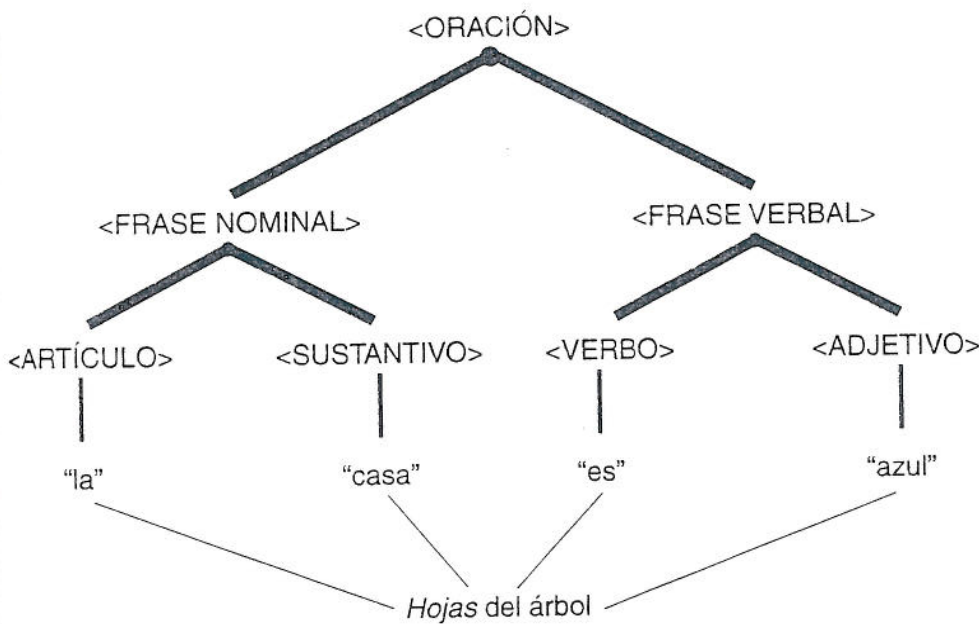 <ORACIÓN>
<FRASE NOMINAL> <FRASE VERBAL>
<ARTÍCULO> <SUSTANTIVO> <VERBO> <ADJETIVO>
“la” “casa” “es” “azul”
Hojas del árbol